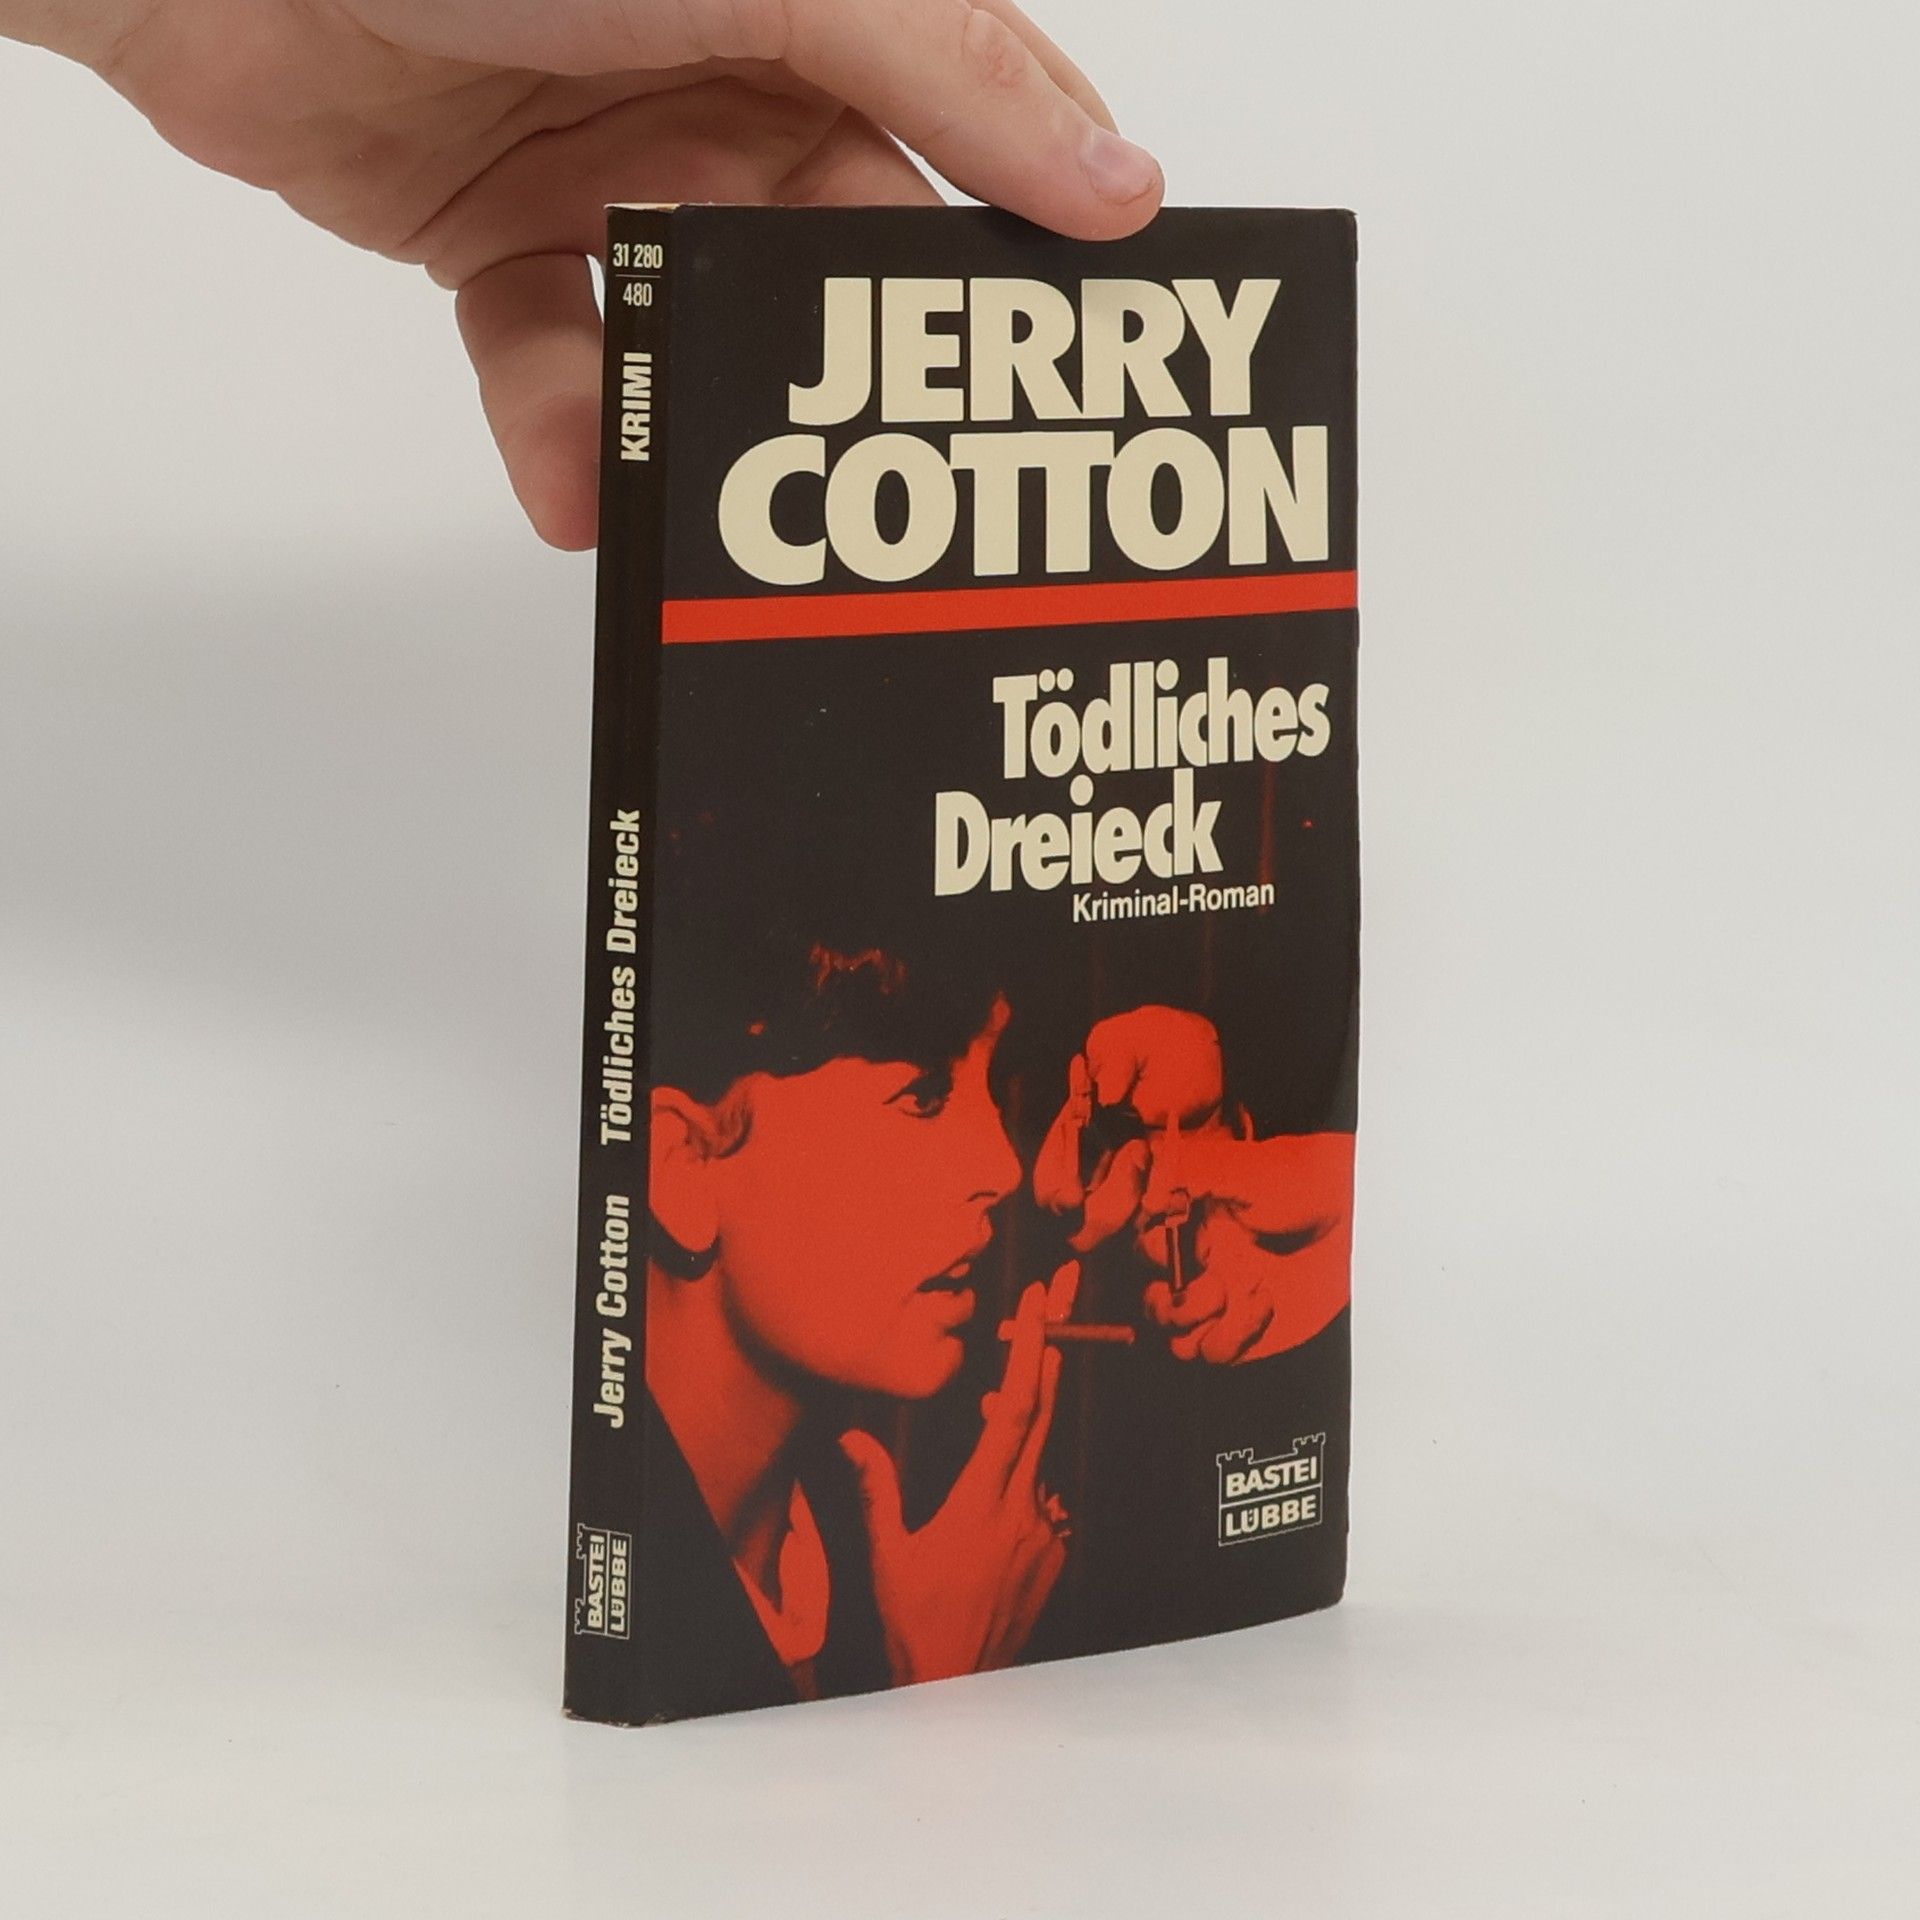 31 280
480
KRIMI
Jerry Cotton Tödliches Dreieck
BASTEI
LÜBBE
JERRY
COTTON
Tödliches
Dreieck
Kriminal-Roman
BASTEI
LÜBBE